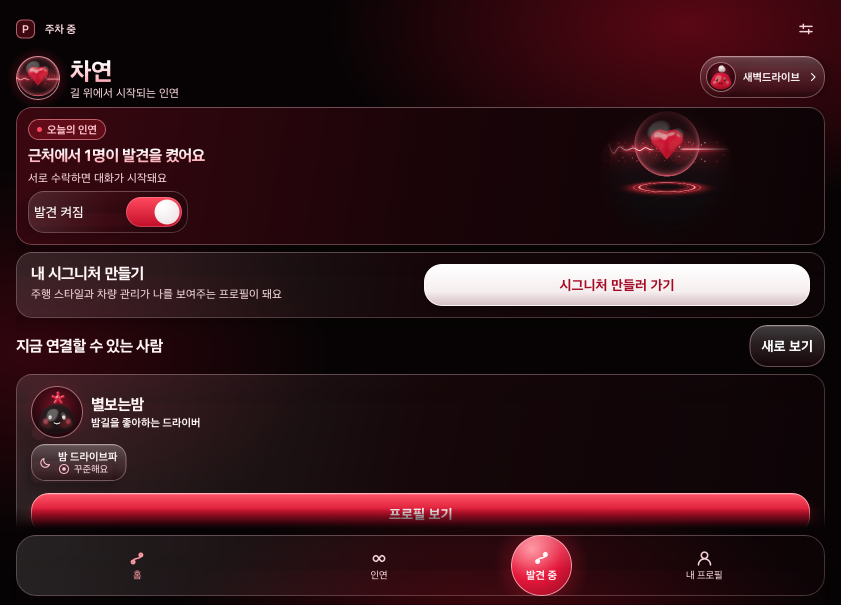 P 주차 중
차연
길 위에서 시작되는 인연
새벽드라이브
오늘의 인연
근처에서 1명이 발견을 켰어요
서로 수락하면 대화가 시작돼요
발견 켜짐
내 시그니처 만들기
주행 스타일과 차량 관리가 나를 보여주는 프로필이 돼요
시그니처 만들러 가기
지금 연결할 수 있는 사람
새로 보기
별보는밤
밤길을 좋아하는 드라이버
밤 드라이브파
꾸준해요
프로필 보기
홈
인연
발견 중
내 프로필